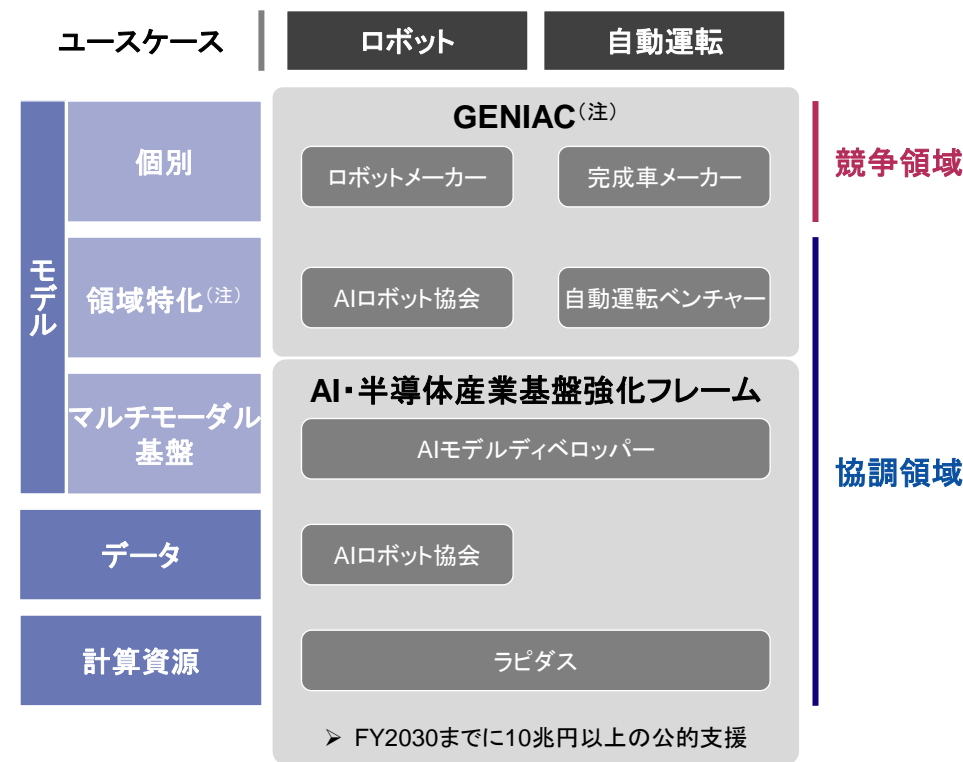 ユースケース
ロボット
自動運転
モデル
個別
GENIAC（注）
ロボットメーカー
完成車メーカー
競争領域
領域特化（注）
AIロボット協会
自動運転ベンチャー
マルチモーダル
基盤
AI・半導体産業基盤強化フレーム
AIモデルディベロッパー
協調領域
データ
AIロボット協会
計算資源
ラピダス
➢ FY2030までに10兆円以上の公的支援